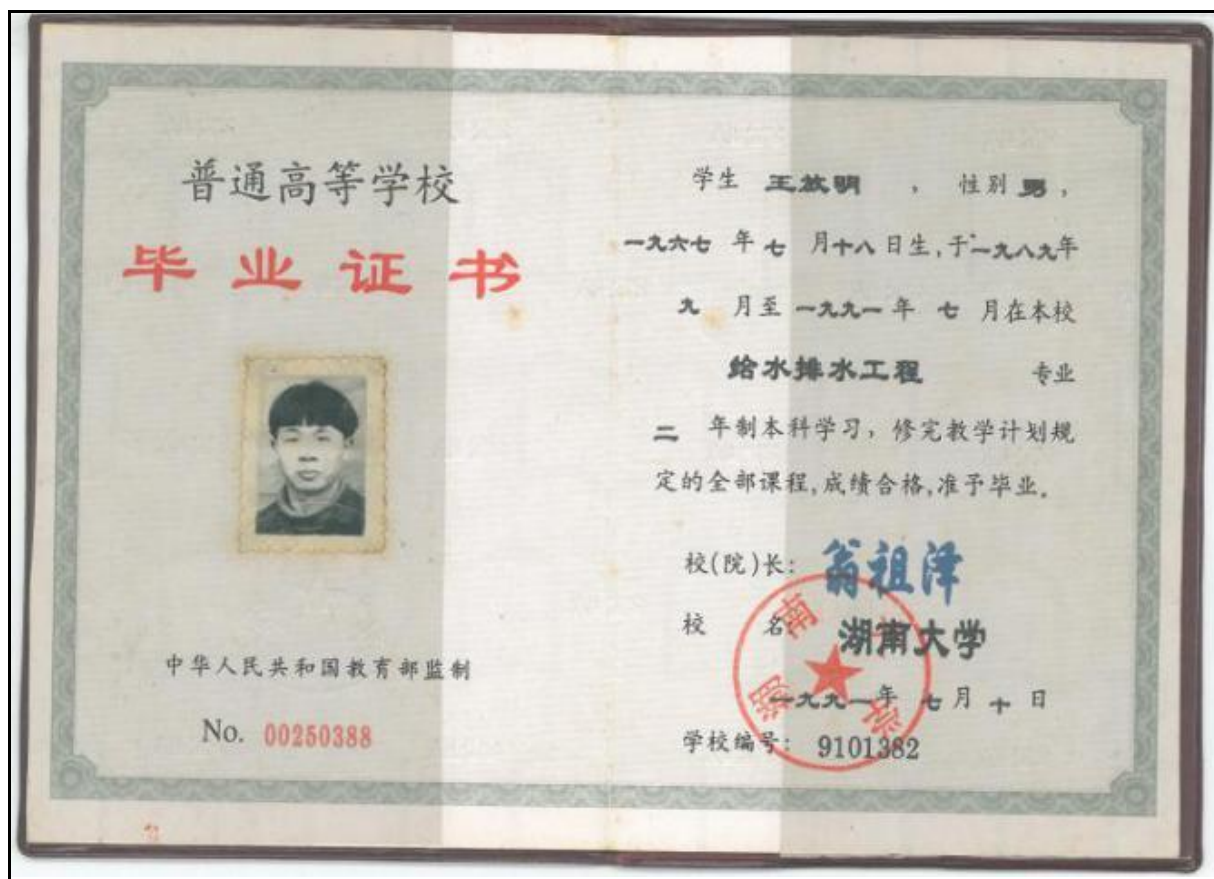 普通高等学校
毕业证书
中华人民共和国教育部监制
No. 00250388
学生 王放明 , 性别 男 ,
一九六七 年 七 月十八日生,于一九八九年
九 月至 一九九一 年 七 月在本校
给水排水工程 专业
二 年制本科学习, 修完教学计划规
定的全部课程,成绩合格,准予毕业。
校(院)长: 翁祖泽
校 名 湖南大学
一九九一年 七月 十 日
学校编号: 9101382
湖南大学